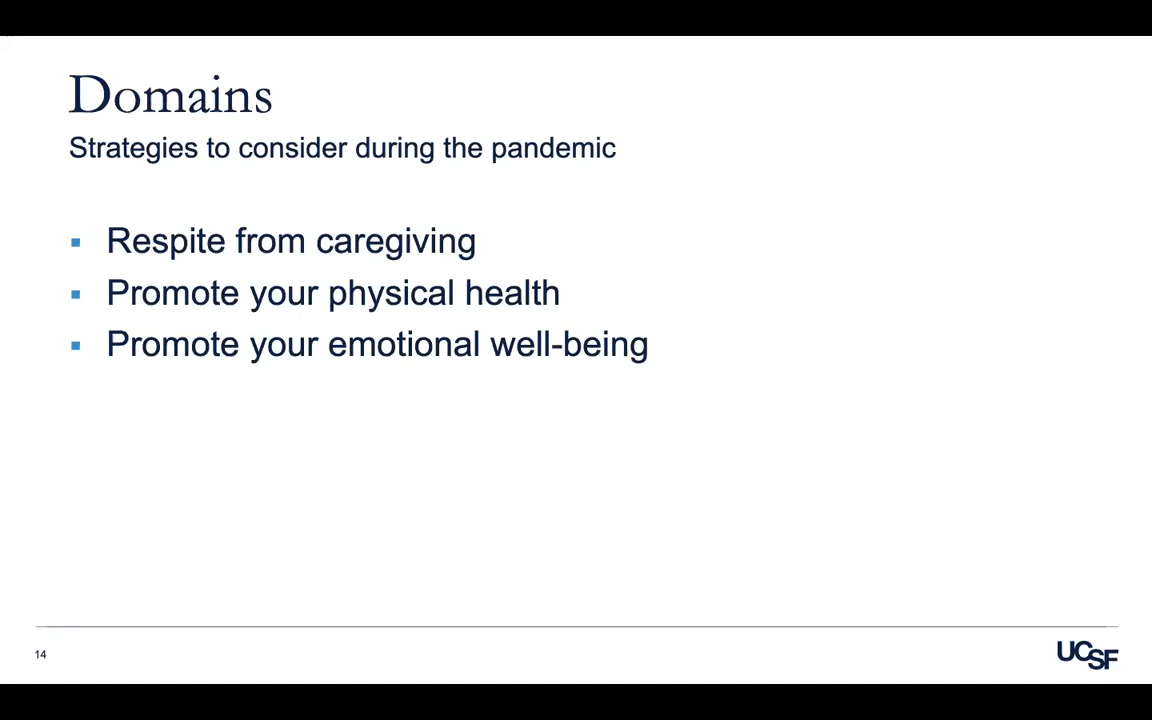 Domains
Strategies to consider during the pandemic
▪ Respite from caregiving
▪ Promote your physical health
▪ Promote your emotional well-being
14
UCSF